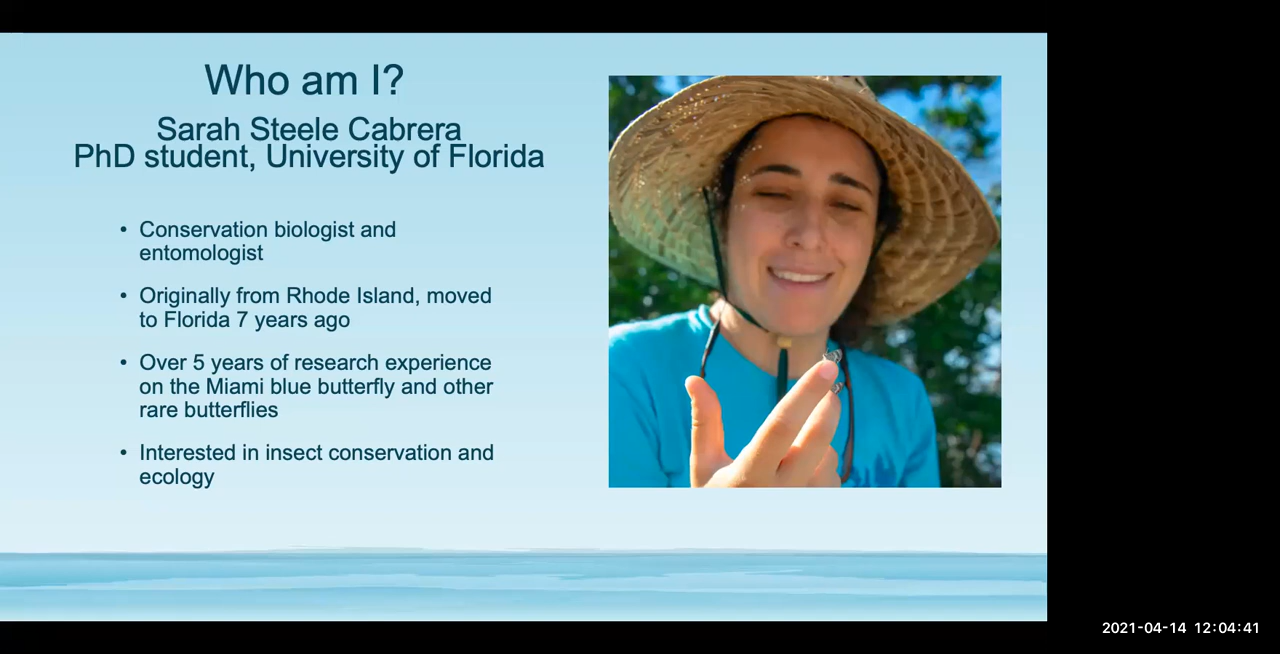 Who am I?
Sarah Steele Cabrera
PhD student, University of Florida
• Conservation biologist and
entomologist
• Originally from Rhode Island, moved
to Florida 7 years ago
• Over 5 years of research experience
on the Miami blue butterfly and other
rare butterflies
• Interested in insect conservation and
ecology
2021-04-14 12:04:41